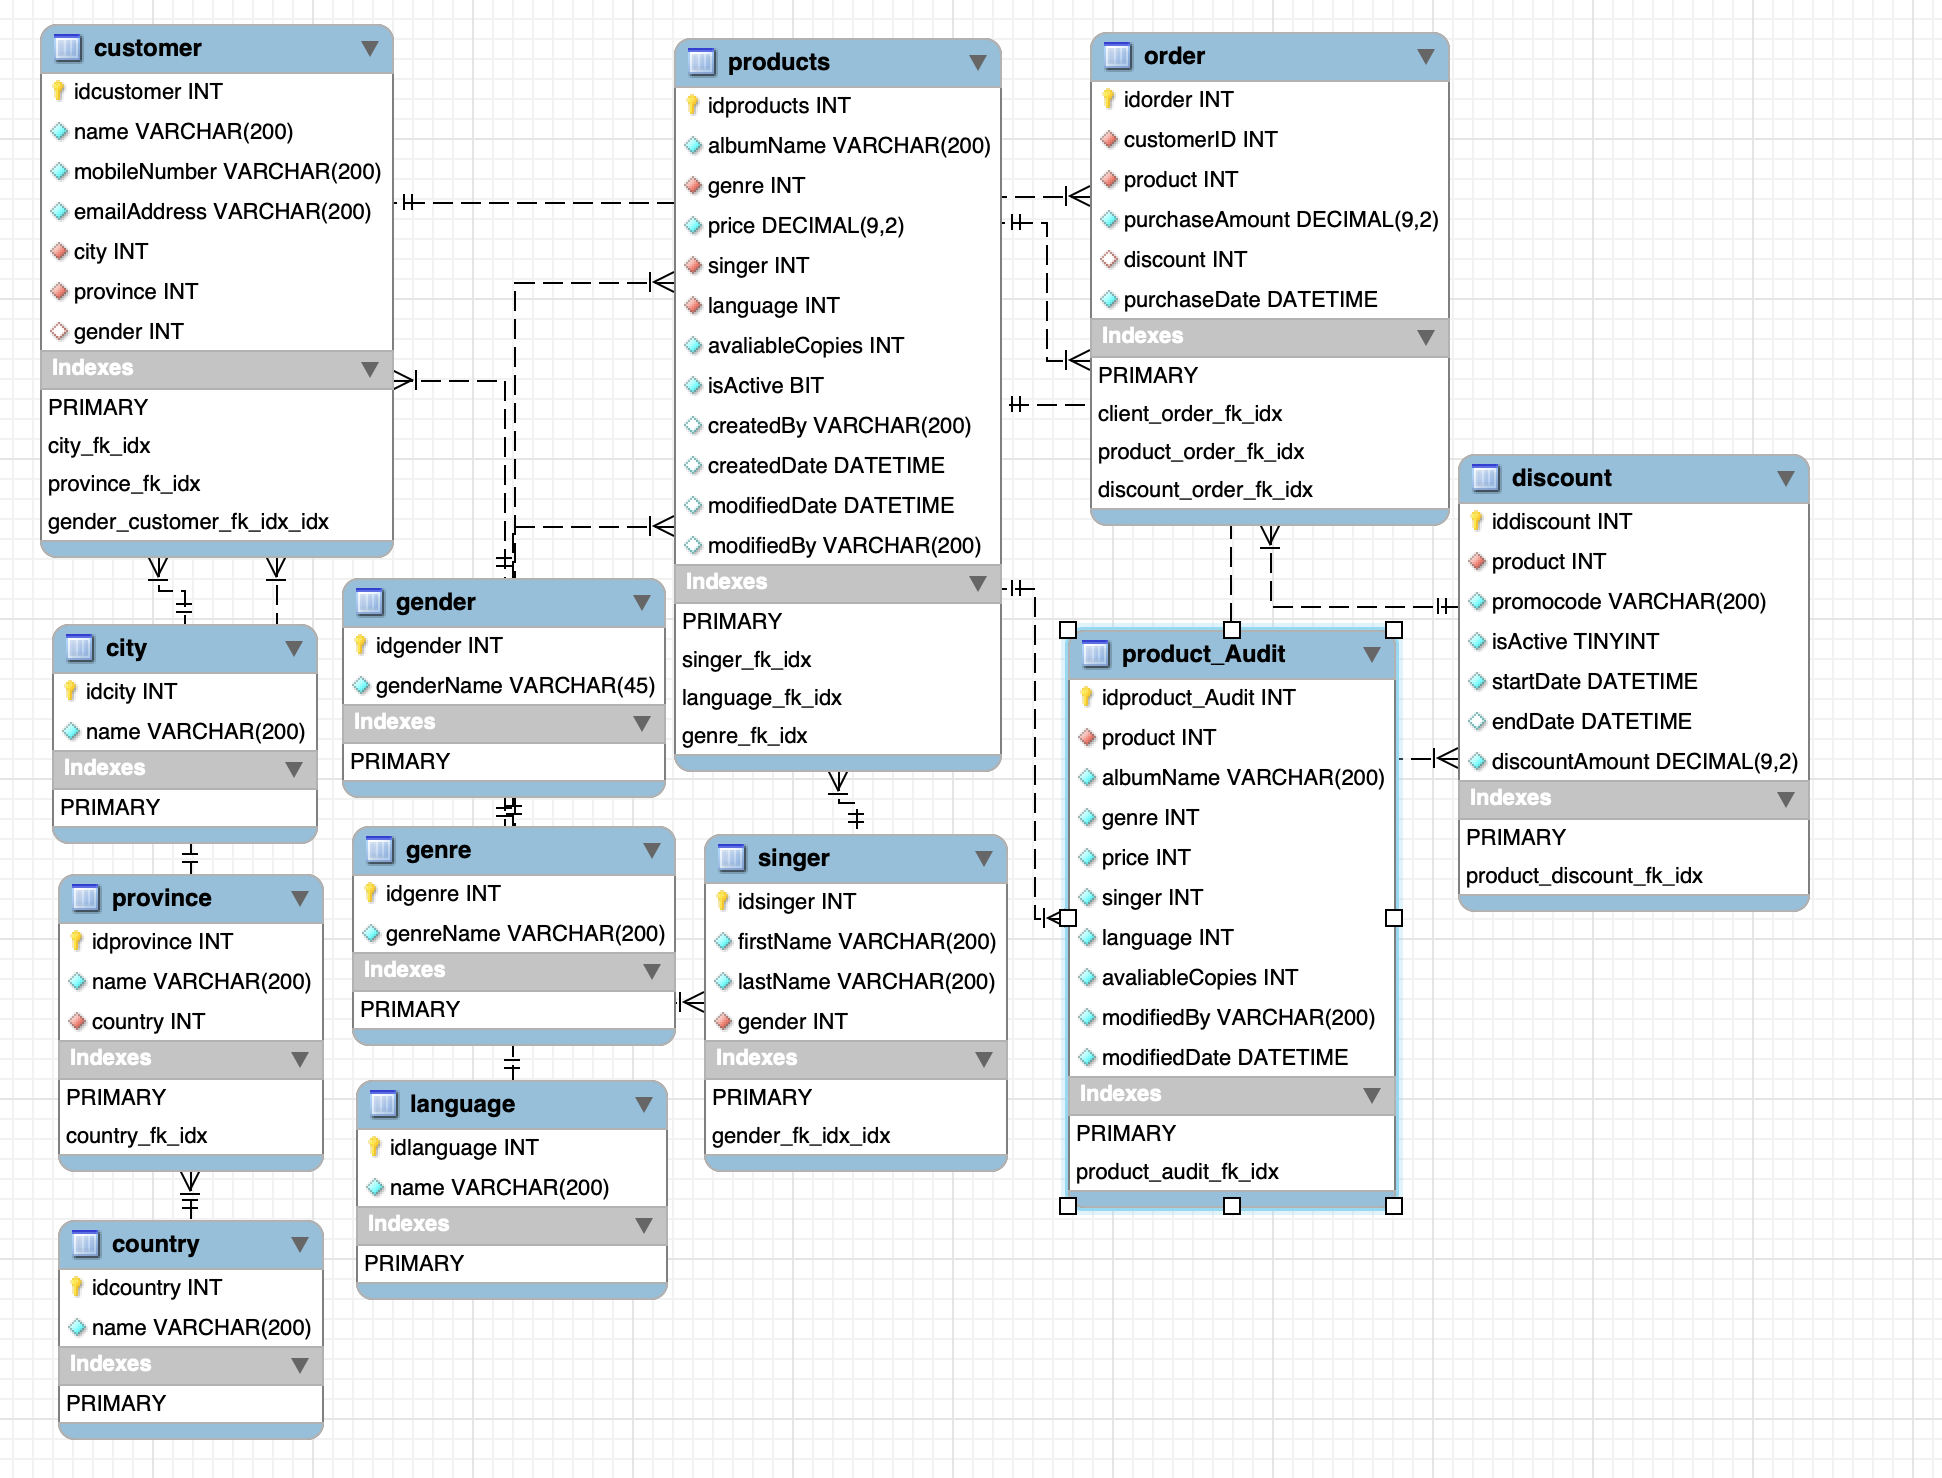 customer
idcustomer INT
name VARCHAR(200)
mobileNumber VARCHAR(200)
emailAddress VARCHAR(200)
city INT
province INT
gender INT
Indexes
PRIMARY
city_fk_idx
province_fk_idx
gender_customer_fk_idx_idx
products
idproducts INT
albumName VARCHAR(200)
genre INT
price DECIMAL(9,2)
singer INT
language INT
avaliableCopies INT
isActive BIT
createdBy VARCHAR(200)
createdDate DATETIME
modifiedDate DATETIME
modifiedBy VARCHAR(200)
Indexes
PRIMARY
singer_fk_idx
language_fk_idx
genre_fk_idx
order
idorder INT
customerID INT
product INT
purchaseAmount DECIMAL(9,2)
discount INT
purchaseDate DATETIME
Indexes
PRIMARY
client_order_fk_idx
product_order_fk_idx
discount_order_fk_idx
discount
iddiscount INT
product INT
promocode VARCHAR(200)
isActive TINYINT
startDate DATETIME
endDate DATETIME
discountAmount DECIMAL(9,2)
Indexes
PRIMARY
product_discount_fk_idx
city
idcity INT
name VARCHAR(200)
Indexes
PRIMARY
gender
idgender INT
genderName VARCHAR(45)
Indexes
PRIMARY
product_Audit
idproduct_Audit INT
product INT
albumName VARCHAR(200)
genre INT
price INT
singer INT
language INT
avaliableCopies INT
modifiedBy VARCHAR(200)
modifiedDate DATETIME
Indexes
PRIMARY
product_audit_fk_idx
province
idprovince INT
name VARCHAR(200)
country INT
Indexes
PRIMARY
country_fk_idx
genre
idgenre INT
genreName VARCHAR(200)
Indexes
PRIMARY
singer
idsinger INT
firstName VARCHAR(200)
lastName VARCHAR(200)
gender INT
Indexes
PRIMARY
gender_fk_idx_idx
language
idlanguage INT
name VARCHAR(200)
Indexes
PRIMARY
country
idcountry INT
name VARCHAR(200)
Indexes
PRIMARY